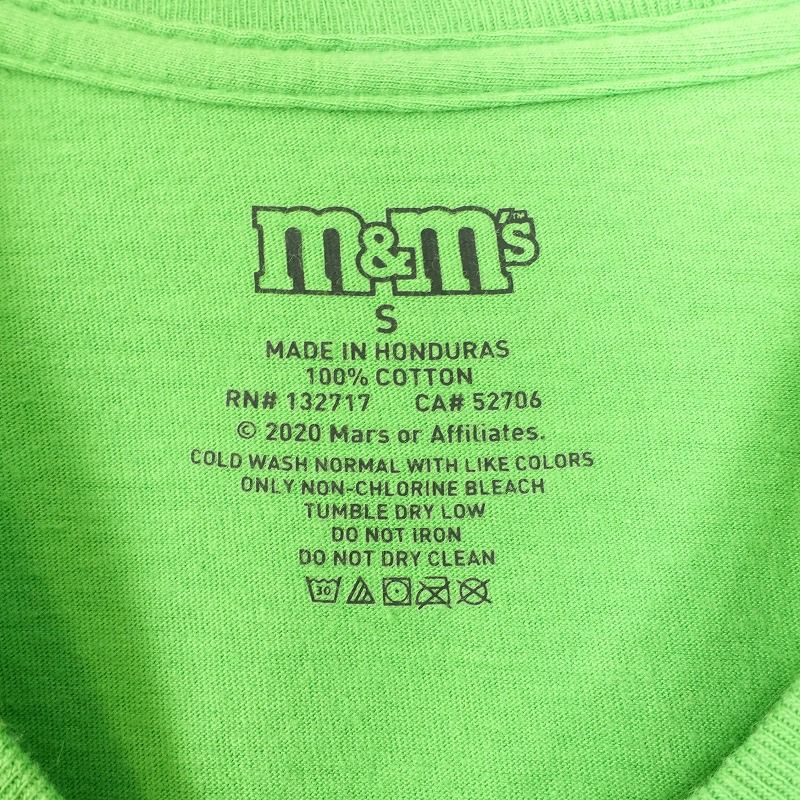 m&m's™
S
MADE IN HONDURAS
100% COTTON
RN# 132717 CA# 52706
© 2020 Mars or Affiliates.
COLD WASH NORMAL WITH LIKE COLORS
ONLY NON-CHLORINE BLEACH
TUMBLE DRY LOW
DO NOT IRON
DO NOT DRY CLEAN
30